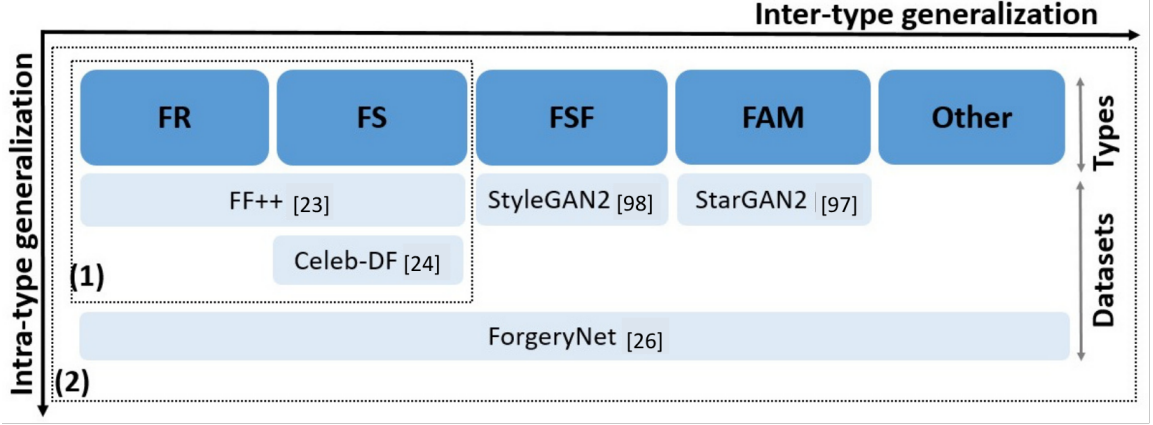 Inter-type generalization
Intra-type generalization
FR
FS
FSF
FAM
Other
Types
FF++ [23]
StyleGAN2 [98]
StarGAN2 [97]
Celeb-DF [24]
Datasets
(1)
ForgeryNet [26]
(2)